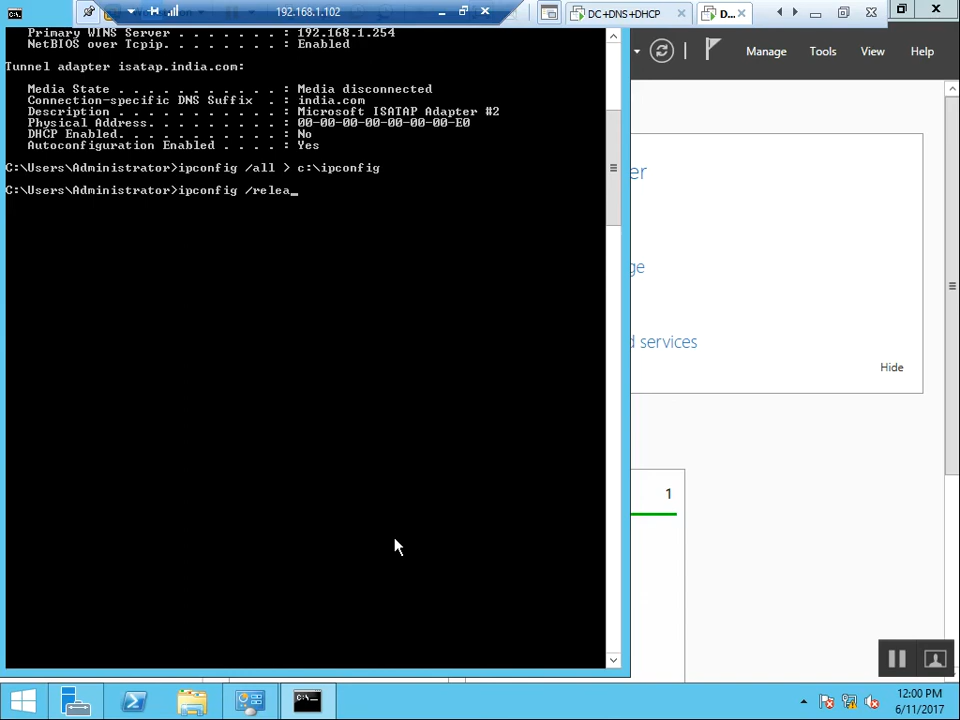 192.168.1.102
DC+DNS+DHCP
D...
Primary WINS Server . . . . . . . : 192.168.1.254
NetBIOS over Tcpip. . . . . . . . : Enabled
Manage
Tools
View
Help
Tunnel adapter isatap.india.com:
Media State . . . . . . . . . . . : Media disconnected
Connection-specific DNS Suffix  . : india.com
Description . . . . . . . . . . . : Microsoft ISATAP Adapter #2
Physical Address. . . . . . . . . : 00-00-00-00-00-00-00-E0
DHCP Enabled. . . . . . . . . . . : No
Autoconfiguration Enabled . . . . : Yes
C:\Users\Administrator>ipconfig /all > c:\ipconfig
C:\Users\Administrator>ipconfig /relea_
er
ge
d services
Hide
1
12:00 PM
6/11/2017